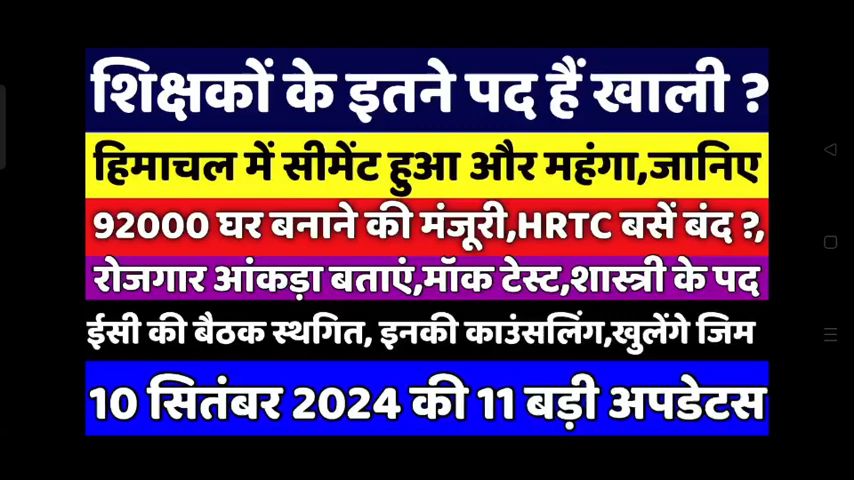 शिक्षकों के इतने पद हैं खाली ?
हिमाचल में सीमेंट हुआ और महंगा,जानिए
92000 घर बनाने की मंजूरी,HRTC बसें बंद ?,
रोजगार आंकड़ा बताएं,मॉक टेस्ट,शास्त्री के पद
ईसी की बैठक स्थगित, इनकी काउंसलिंग,खुलेंगे जिम
10 सितंबर 2024 की 11 बड़ी अपडेटस